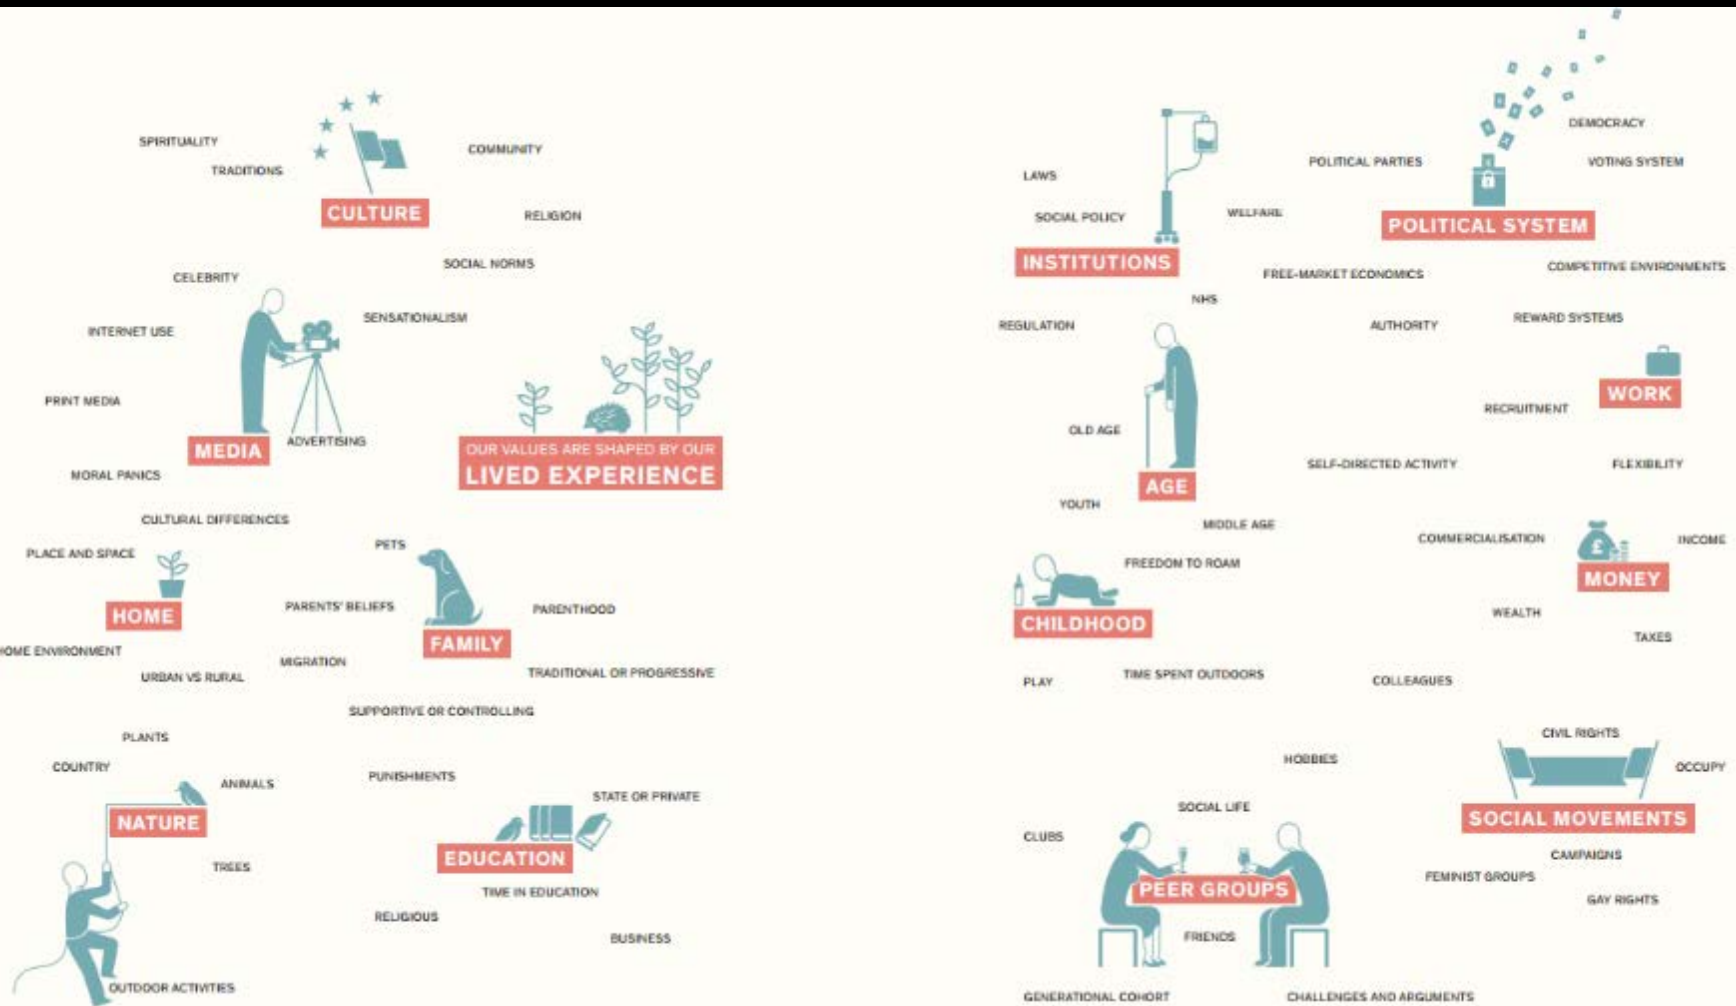 SPIRITUALITY
TRADITIONS
COMMUNITY
CULTURE
RELIGION
SOCIAL NORMS
CELEBRITY
SENSATIONALISM
INTERNET USE
PRINT MEDIA
ADVERTISING
MEDIA
MORAL PANICS
OUR VALUES ARE SHAPED BY OUR
LIVED EXPERIENCE
CULTURAL DIFFERENCES
PLACE AND SPACE
HOME
HOME ENVIRONMENT
URBAN VS RURAL
MIGRATION
PETS
PARENTS' BELIEFS
PARENTHOOD
FAMILY
TRADITIONAL OR PROGRESSIVE
SUPPORTIVE OR CONTROLLING
PLANTS
COUNTRY
ANIMALS
NATURE
TREES
OUTDOOR ACTIVITIES
PUNISHMENTS
STATE OR PRIVATE
EDUCATION
TIME IN EDUCATION
RELIGIOUS
BUSINESS
LAWS
SOCIAL POLICY
WELFARE
INSTITUTIONS
NHS
REGULATION
DEMOCRACY
POLITICAL PARTIES
VOTING SYSTEM
POLITICAL SYSTEM
FREE-MARKET ECONOMICS
COMPETITIVE ENVIRONMENTS
AUTHORITY
REWARD SYSTEMS
WORK
RECRUITMENT
SELF-DIRECTED ACTIVITY
FLEXIBILITY
OLD AGE
AGE
YOUTH
MIDDLE AGE
FREEDOM TO ROAM
CHILDHOOD
PLAY
TIME SPENT OUTDOORS
COMMERCIALISATION
£
INCOME
MONEY
WEALTH
TAXES
COLLEAGUES
HOBBIES
SOCIAL LIFE
CLUBS
PEER GROUPS
FRIENDS
GENERATIONAL COHORT
CHALLENGES AND ARGUMENTS
CIVIL RIGHTS
OCCUPY
SOCIAL MOVEMENTS
CAMPAIGNS
FEMINIST GROUPS
GAY RIGHTS